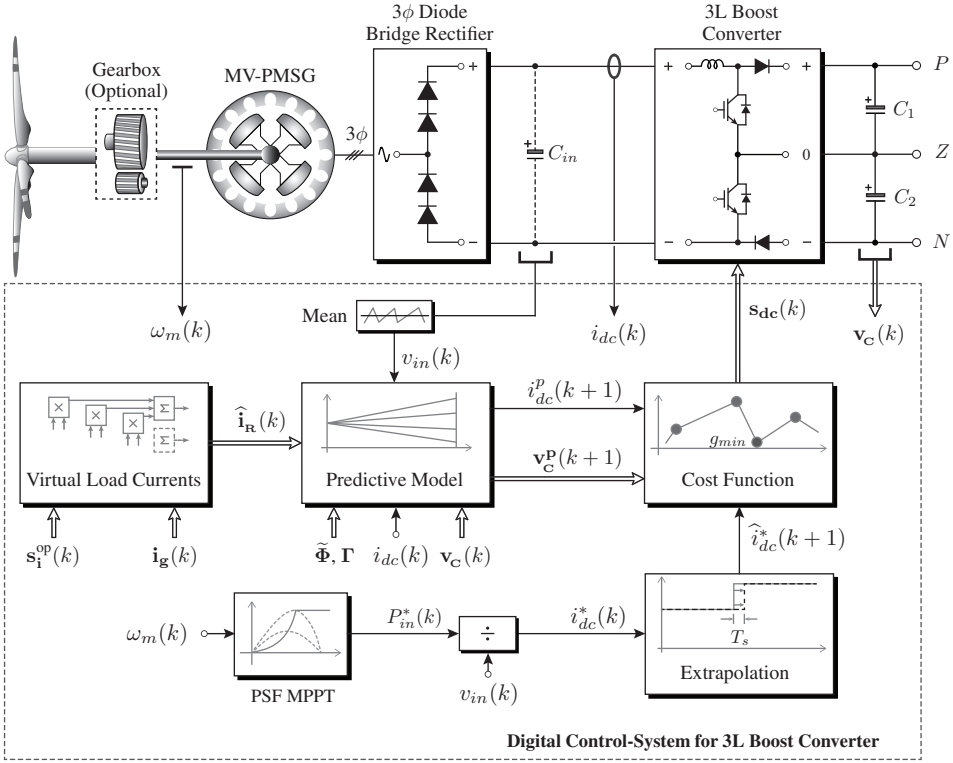 3ϕ Diode
Bridge Rectifier
3L Boost
Converter
Gearbox
(Optional)
MV-PMSG
3ϕ
+
−
+
C_in
+
−
+
0
−
+
C_1
+
C_2
P
Z
N
ω_m(k)
Mean
v_in(k)
i_dc(k)
s_dc(k)
v_C(k)
× × × Σ Σ
Virtual Load Currents
î_R(k)
Predictive Model
i^p_dc(k+1)
v^p_C(k+1)
g_min
Cost Function
s_i^op(k)
i_g(k)
Φ̃, Γ
i_dc(k)
v_C(k)
î*_dc(k+1)
ω_m(k)
PSF MPPT
P*_in(k)
÷
v_in(k)
i*_dc(k)
T_s
Extrapolation
Digital Control-System for 3L Boost Converter